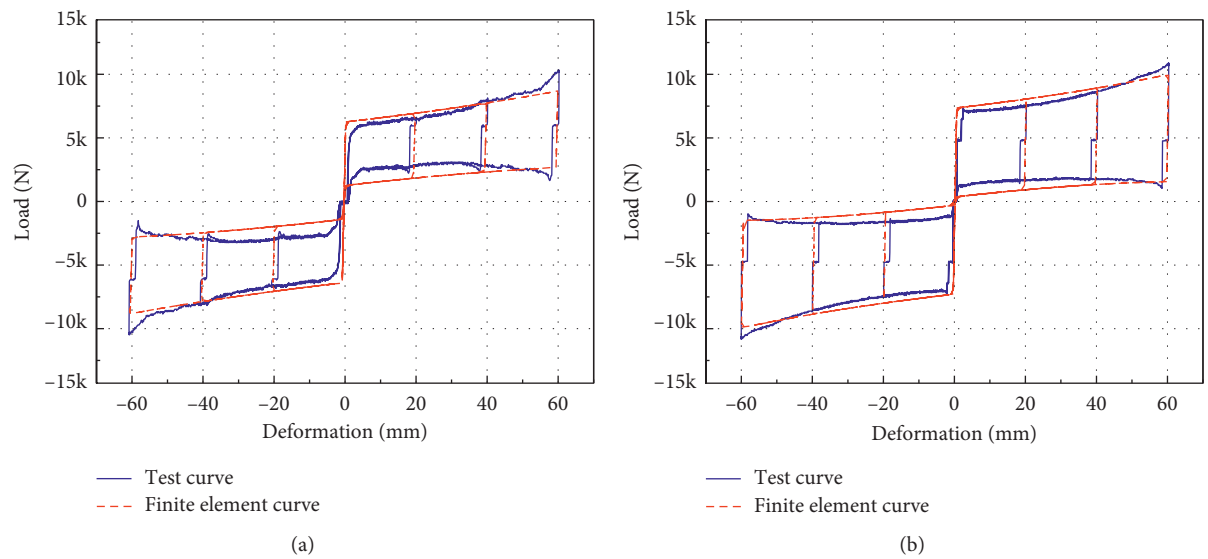 15k
10k
5k
0
–5k
–10k
–15k
Load (N)
–60 –40 –20 0 20 40 60
Deformation (mm)
Test curve
Finite element curve
(a)
15k
10k
5k
0
–5k
–10k
–15k
Load (N)
–60 –40 –20 0 20 40 60
Deformation (mm)
Test curve
Finite element curve
(b)